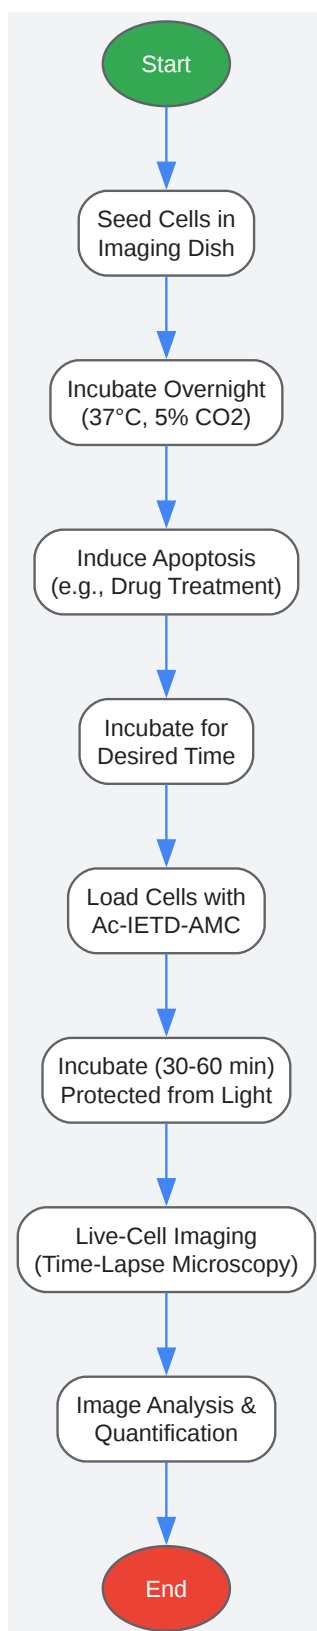 Start
Seed Cells in
Imaging Dish
Incubate Overnight
(37°C, 5% CO2)
Induce Apoptosis
(e.g., Drug Treatment)
Incubate for
Desired Time
Load Cells with
Ac-IETD-AMC
Incubate (30-60 min)
Protected from Light
Live-Cell Imaging
(Time-Lapse Microscopy)
Image Analysis &
Quantification
End